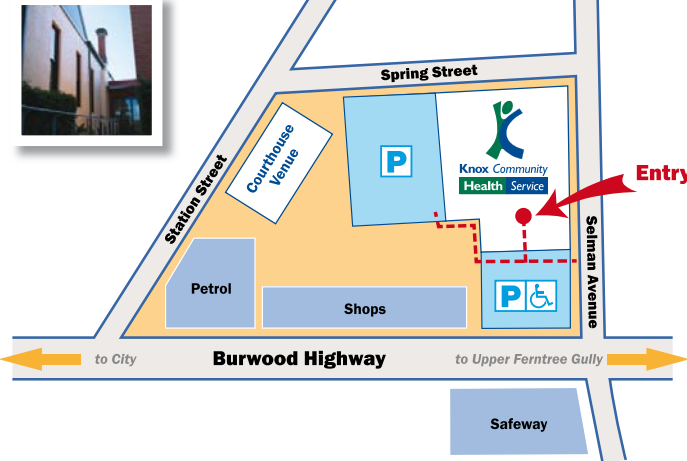 Spring Street
Courthouse
Venue
P
Knox Community
Health Service
Entry
Station Street
Selman Avenue
Petrol
Shops
P
to City
Burwood Highway
to Upper Ferntree Gully
Safeway